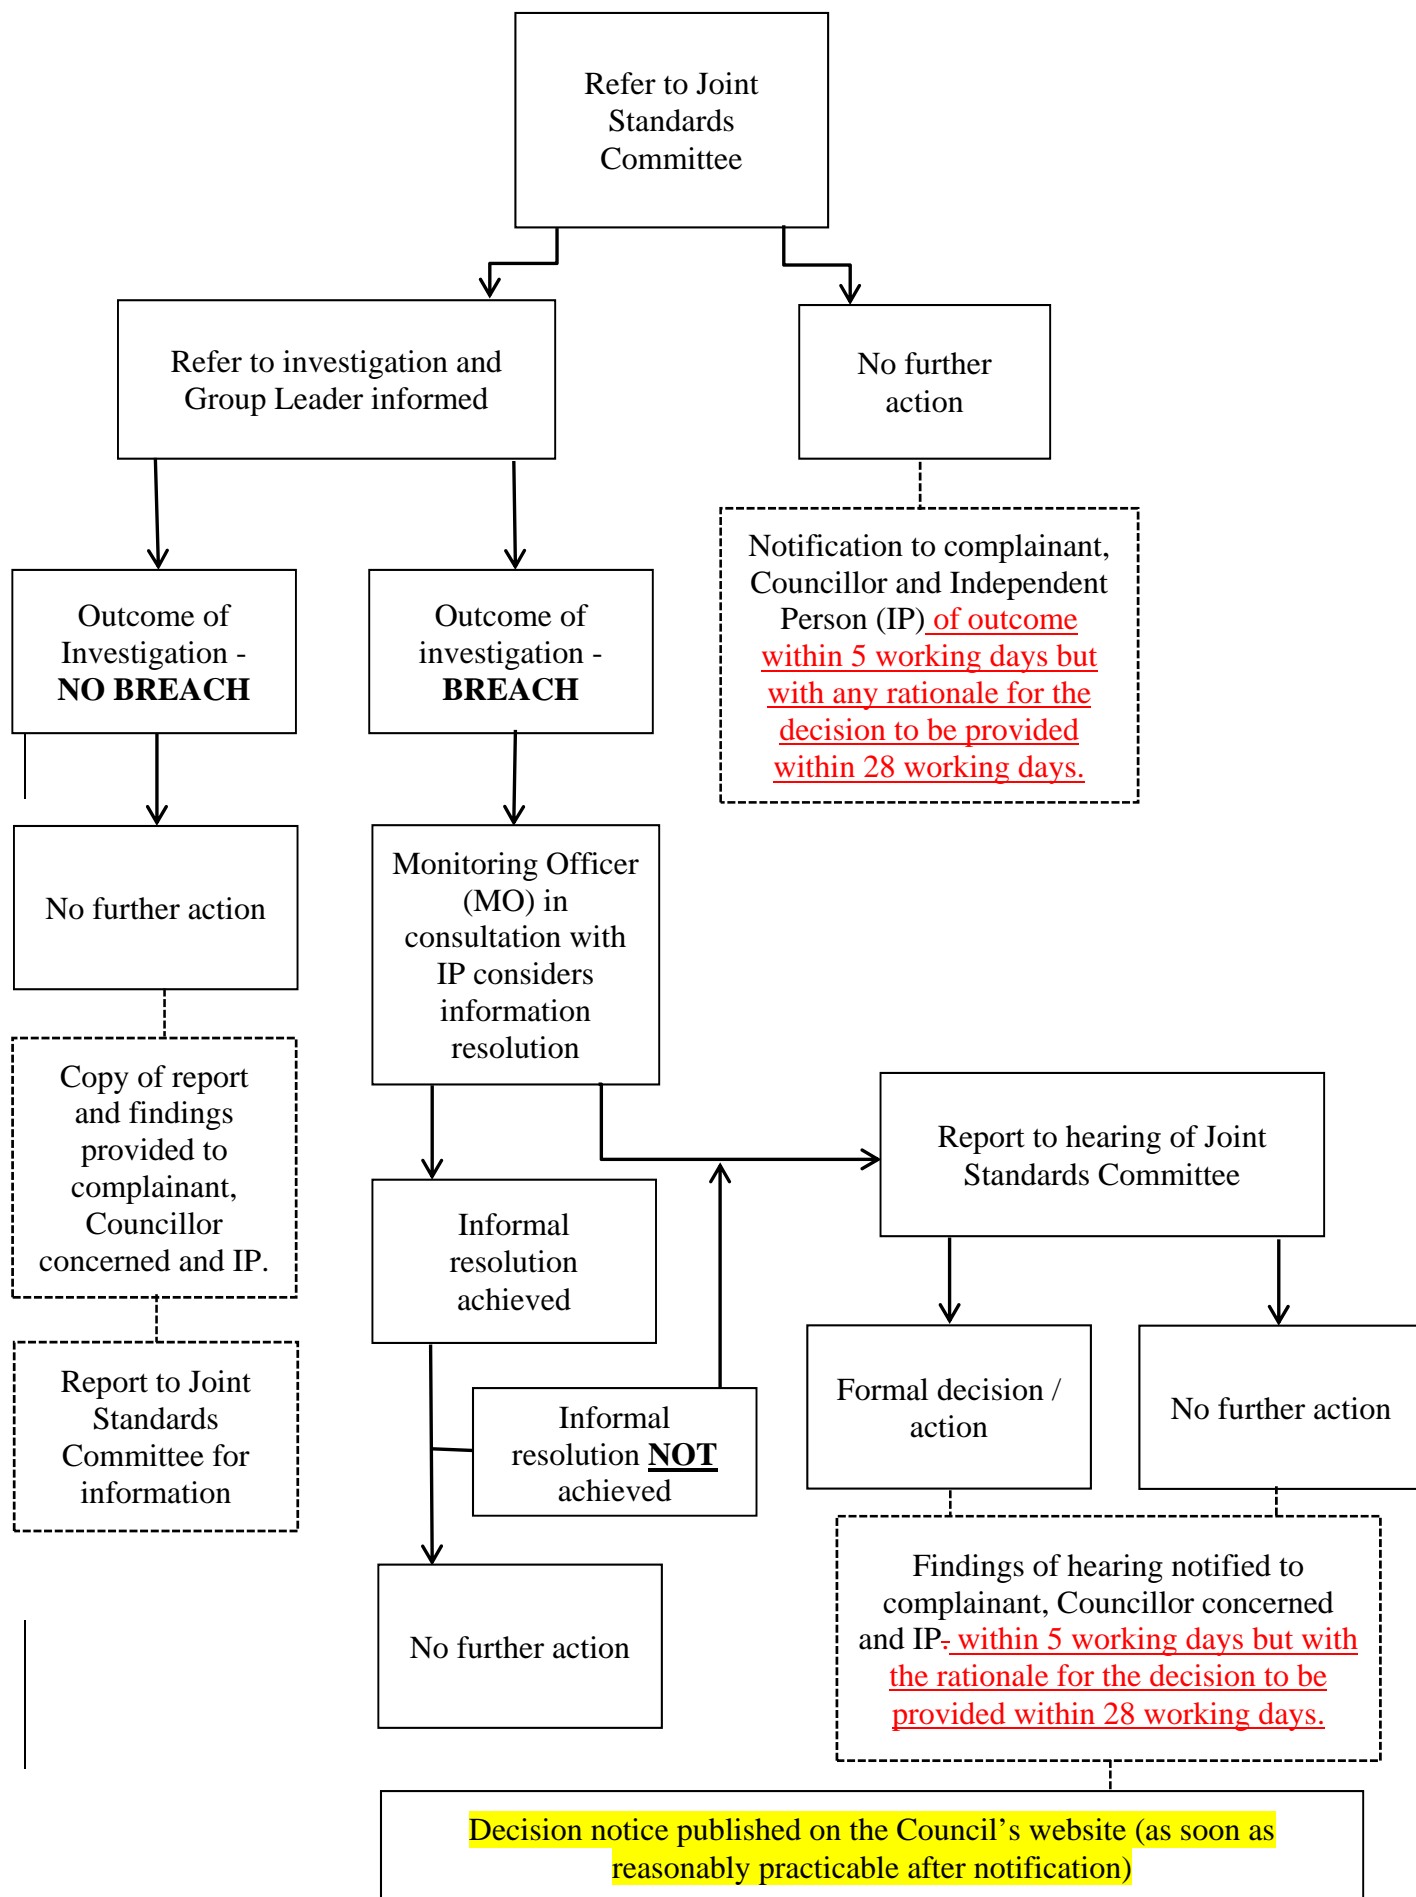 Refer to Joint
Standards
Committee
Refer to investigation and
Group Leader informed
No further
action
Notification to complainant,
Councillor and Independent
Person (IP) of outcome
within 5 working days but
with any rationale for the
decision to be provided
within 28 working days.
Outcome of
Investigation -
NO BREACH
Outcome of
investigation -
BREACH
No further action
Monitoring Officer
(MO) in
consultation with
IP considers
information
resolution
Copy of report
and findings
provided to
complainant,
Councillor
concerned and IP.
Report to hearing of Joint
Standards Committee
Informal
resolution
achieved
Report to Joint
Standards
Committee for
information
Informal
resolution NOT
achieved
Formal decision /
action
No further action
No further action
Findings of hearing notified to
complainant, Councillor concerned
and IP. within 5 working days but with
the rationale for the decision to be
provided within 28 working days.
Decision notice published on the Council’s website (as soon as
reasonably practicable after notification)